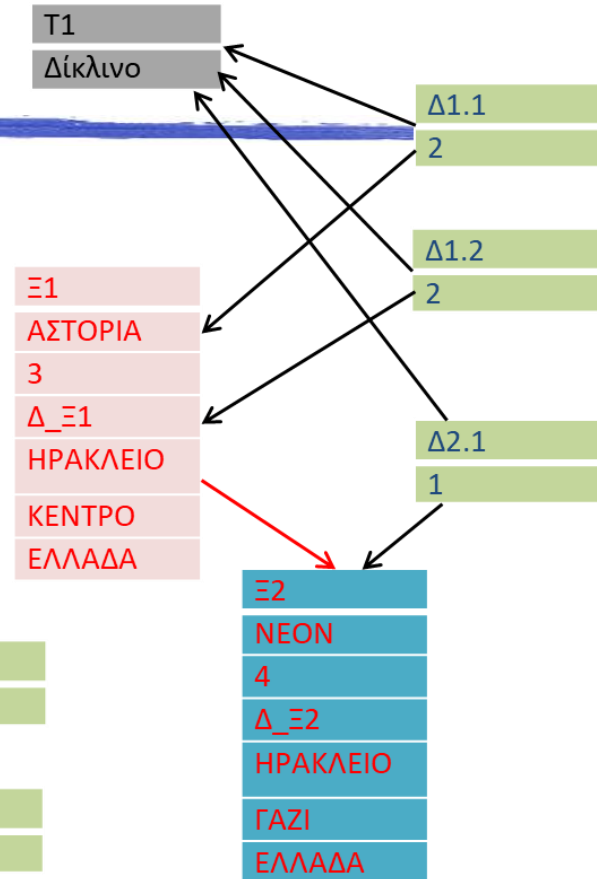 Τ1
Δίκλινο
Δ1.1
2
Δ1.2
2
Ξ1
ΑΣΤΟΡΙΑ
3
Δ_Ξ1
ΗΡΑΚΛΕΙΟ
ΚΕΝΤΡΟ
ΕΛΛΑΔΑ
Δ2.1
1
Ξ2
ΝΕΟΝ
4
Δ_Ξ2
ΗΡΑΚΛΕΙΟ
ΓΑΖΙ
ΕΛΛΑΔΑ